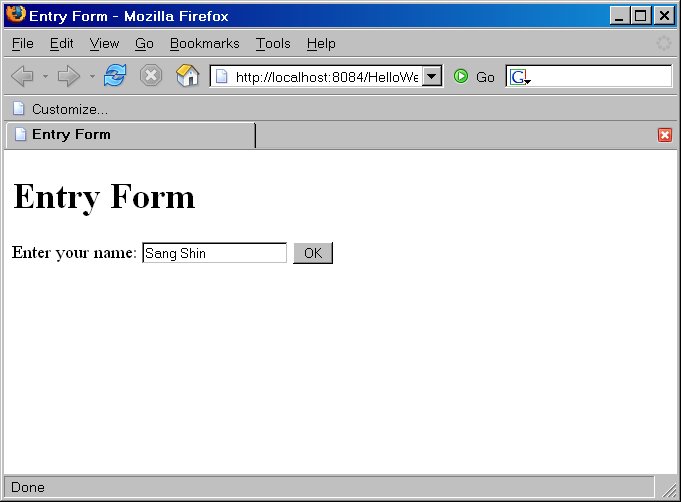 Entry Form - Mozilla Firefox
File Edit View Go Bookmarks Tools Help
http://localhost:8084/HelloWe Go G
Customize...
Entry Form
Entry Form
Enter your name: Sang Shin OK
Done